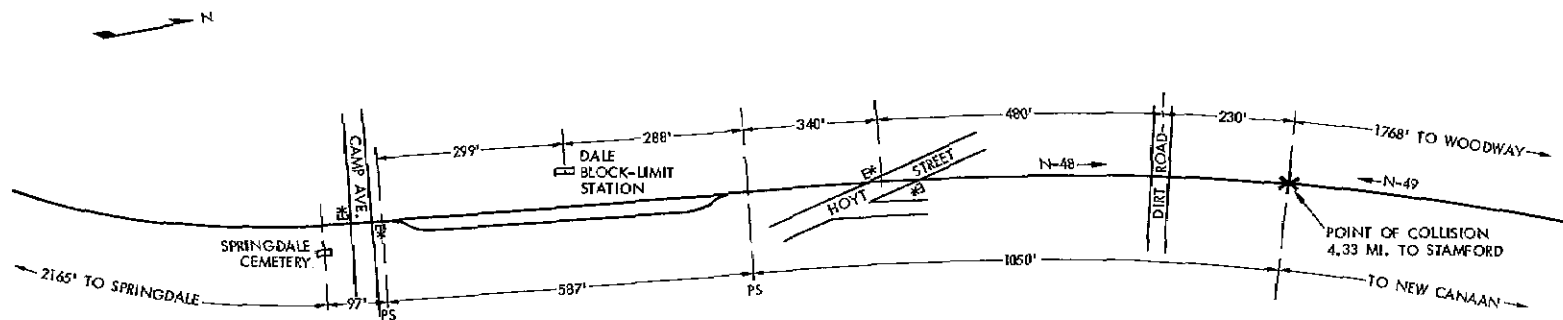 N
CAMP AVE.
299'
288'
340'
480'
230'
1768' TO WOODWAY
DALE
BLOCK-LIMIT
STATION
E*
HOYT STREET
N-48
DIRT ROAD
N-49
SPRINGDALE
CEMETERY
POINT OF COLLISION
4.33 MI. TO STAMFORD
2165' TO SPRINGDALE
97'
PS
587'
PS
1050'
TO NEW CANAAN